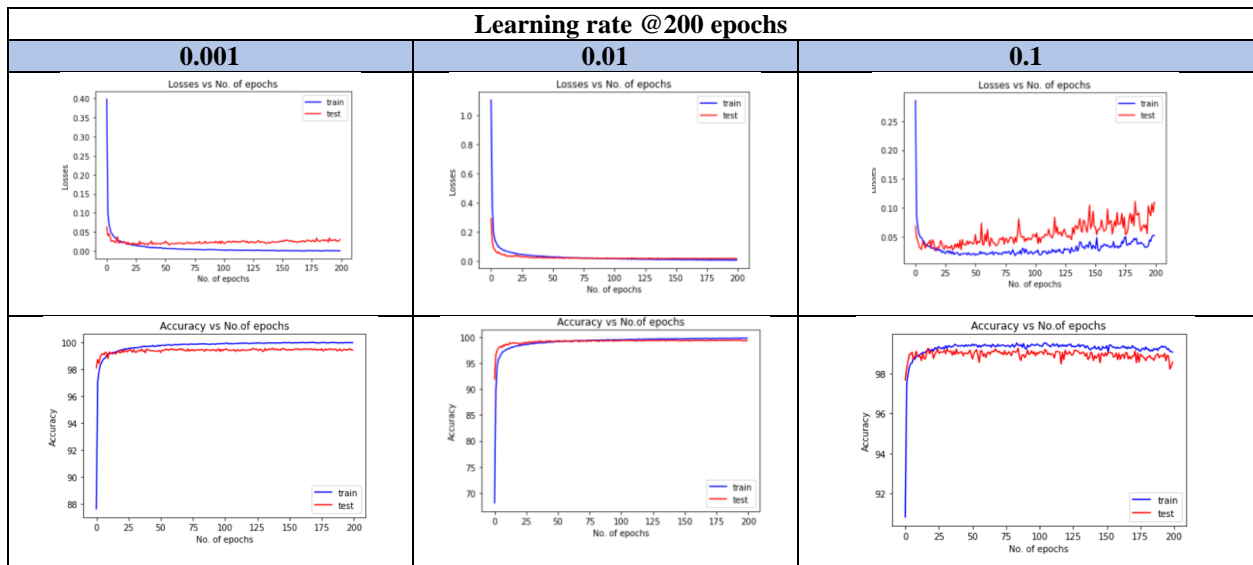 Learning rate @200 epochs
0.001
0.01
0.1
Losses vs No. of epochs
train
test
0.40
0.35
0.30
0.25
0.20
0.15
0.10
0.05
0.00
Losses
0 25 50 75 100 125 150 175 200
No. of epochs
Losses vs No. of epochs
train
test
1.0
0.8
0.6
0.4
0.2
0.0
Losses
0 25 50 75 100 125 150 175 200
No. of epochs
Losses vs No. of epochs
train
test
0.25
0.20
0.15
0.10
0.05
Losses
0 25 50 75 100 125 150 175 200
No. of epochs
Accuracy vs No.of epochs
100
98
96
94
92
90
88
Accuracy
train
test
0 25 50 75 100 125 150 175 200
No. of epochs
Accuracy vs No.of epochs
100
95
90
85
80
75
70
Accuracy
train
test
0 25 50 75 100 125 150 175 200
No. of epochs
Accuracy vs No.of epochs
98
96
94
92
Accuracy
train
test
0 25 50 75 100 125 150 175 200
No. of epochs